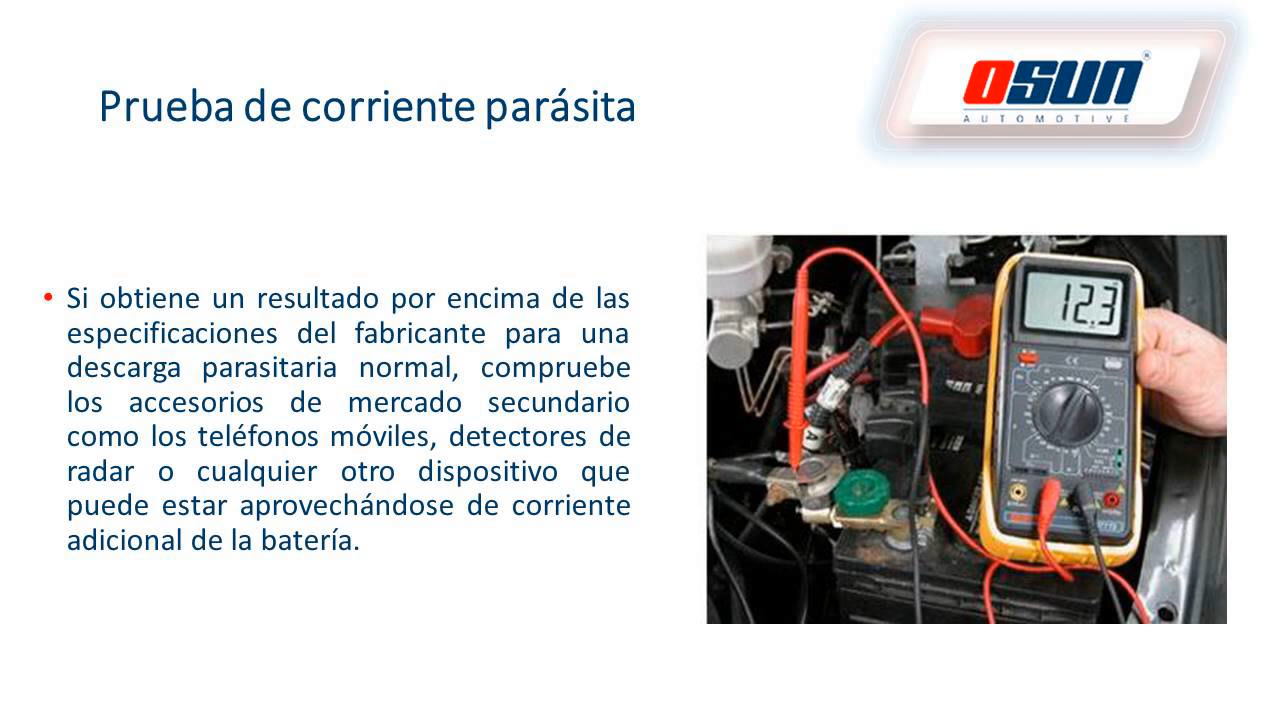 Prueba de corriente parásita
OSUN
®
AUTOMOTIVE
• Si obtiene un resultado por encima de las
especificaciones del fabricante para una
descarga parasitaria normal, compruebe
los accesorios de mercado secundario
como los teléfonos móviles, detectores de
radar o cualquier otro dispositivo que
puede estar aprovechándose de corriente
adicional de la batería.
12.3
CE